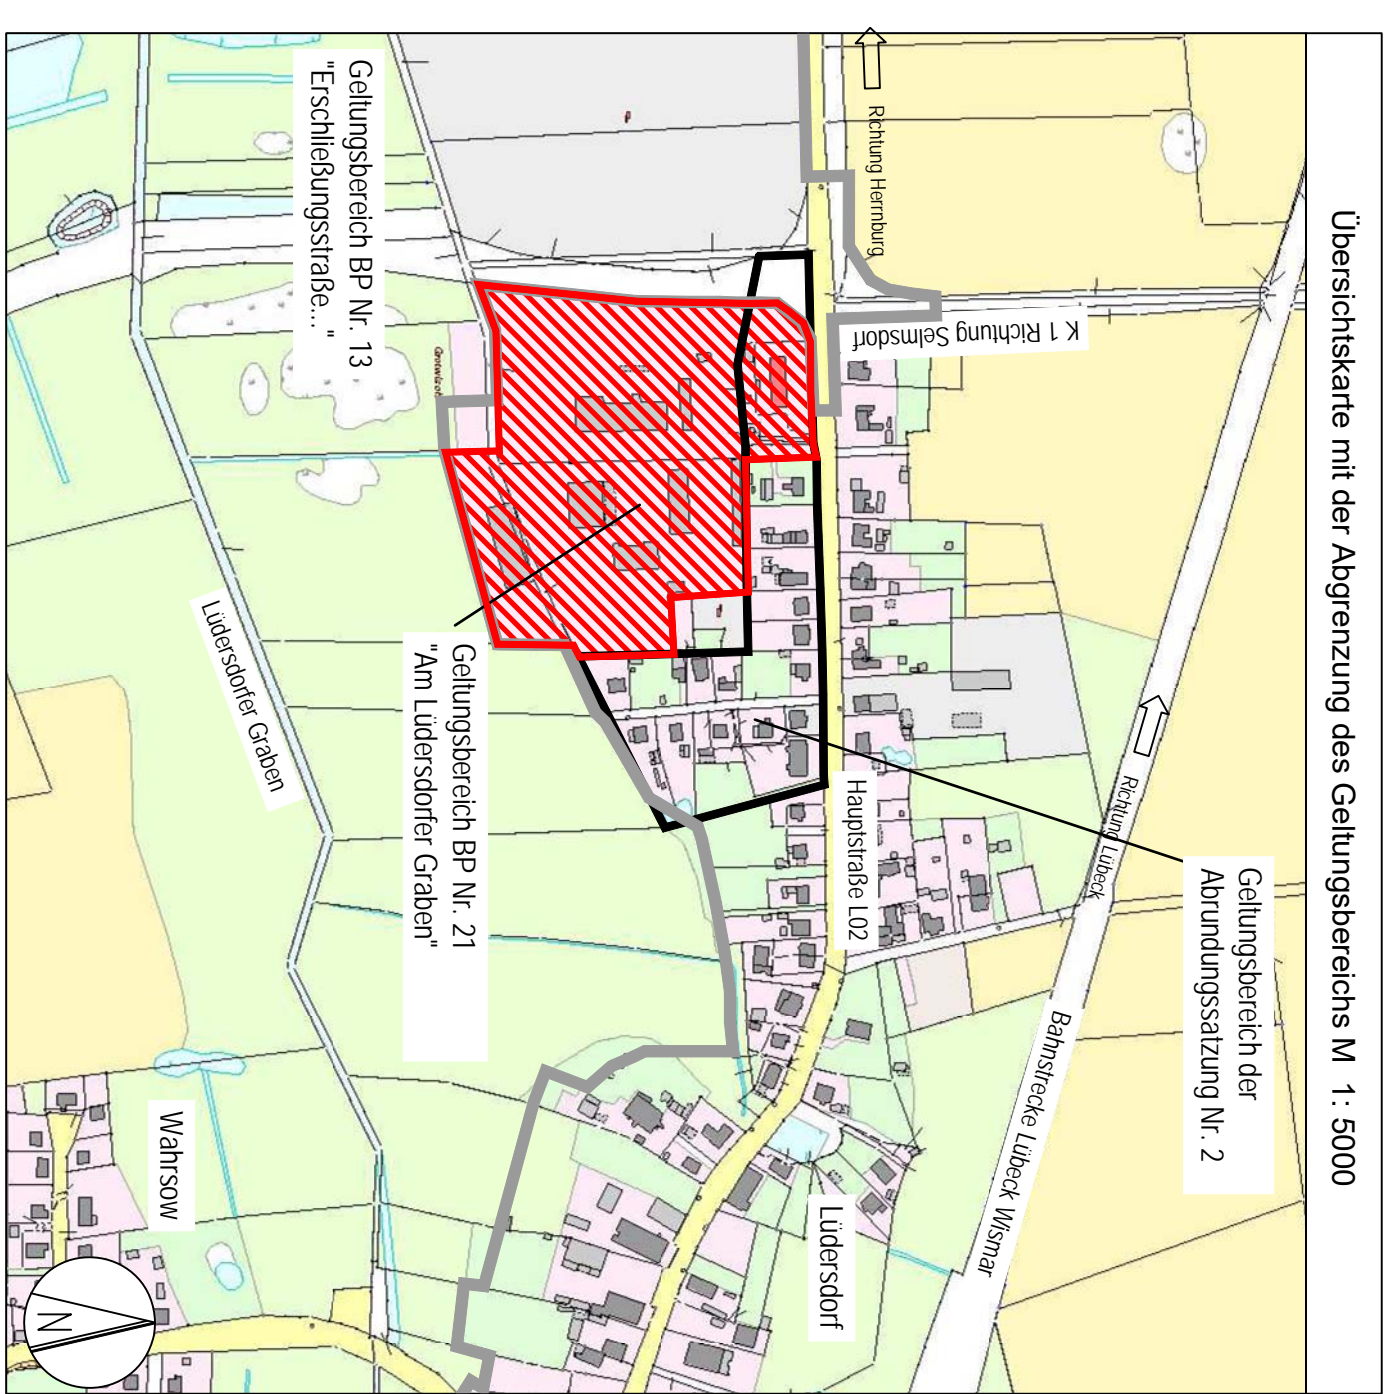 Übersichtskarte mit der Abgrenzung des Geltungsbereichs M 1: 5000
Geltungsbereich der
Abrundungssatzung Nr. 2
Richtung Herrnburg
K 1 Richtung Selmsdorf
Richtung Lübeck
Bahnstrecke Lübeck Wismar
Hauptstraße L02
Lüdersdorf
Geltungsbereich BP Nr. 13
"Erschließungsstraße..."
Geltungsbereich BP Nr. 21
"Am Lüdersdorfer Graben"
Lüdersdorfer Graben
Wahrsow
N